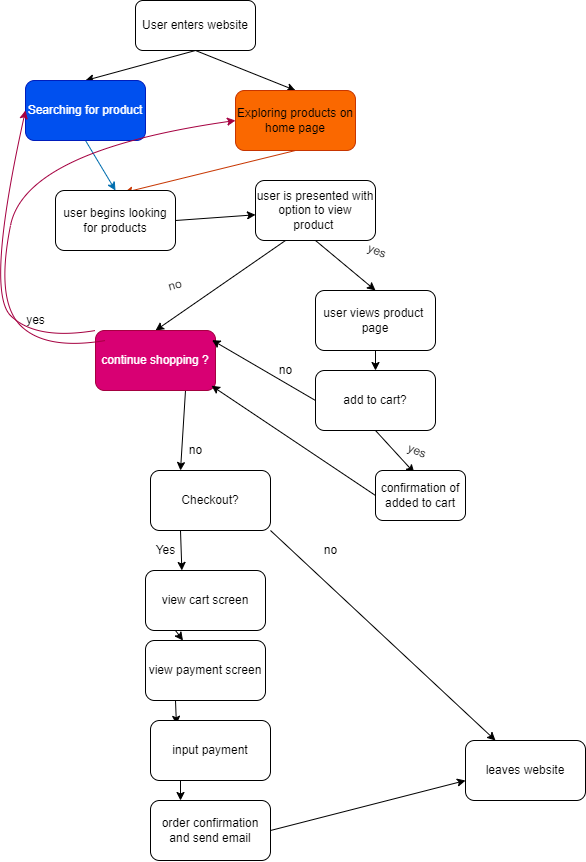 User enters website
Searching for product
Exploring products on
home page
user begins looking
for products
user is presented with
option to view
product
yes
no
user views product
page
yes
continue shopping ?
no
add to cart?
yes
no
confirmation of
added to cart
Checkout?
Yes
no
view cart screen
view payment screen
input payment
leaves website
order confirmation
and send email